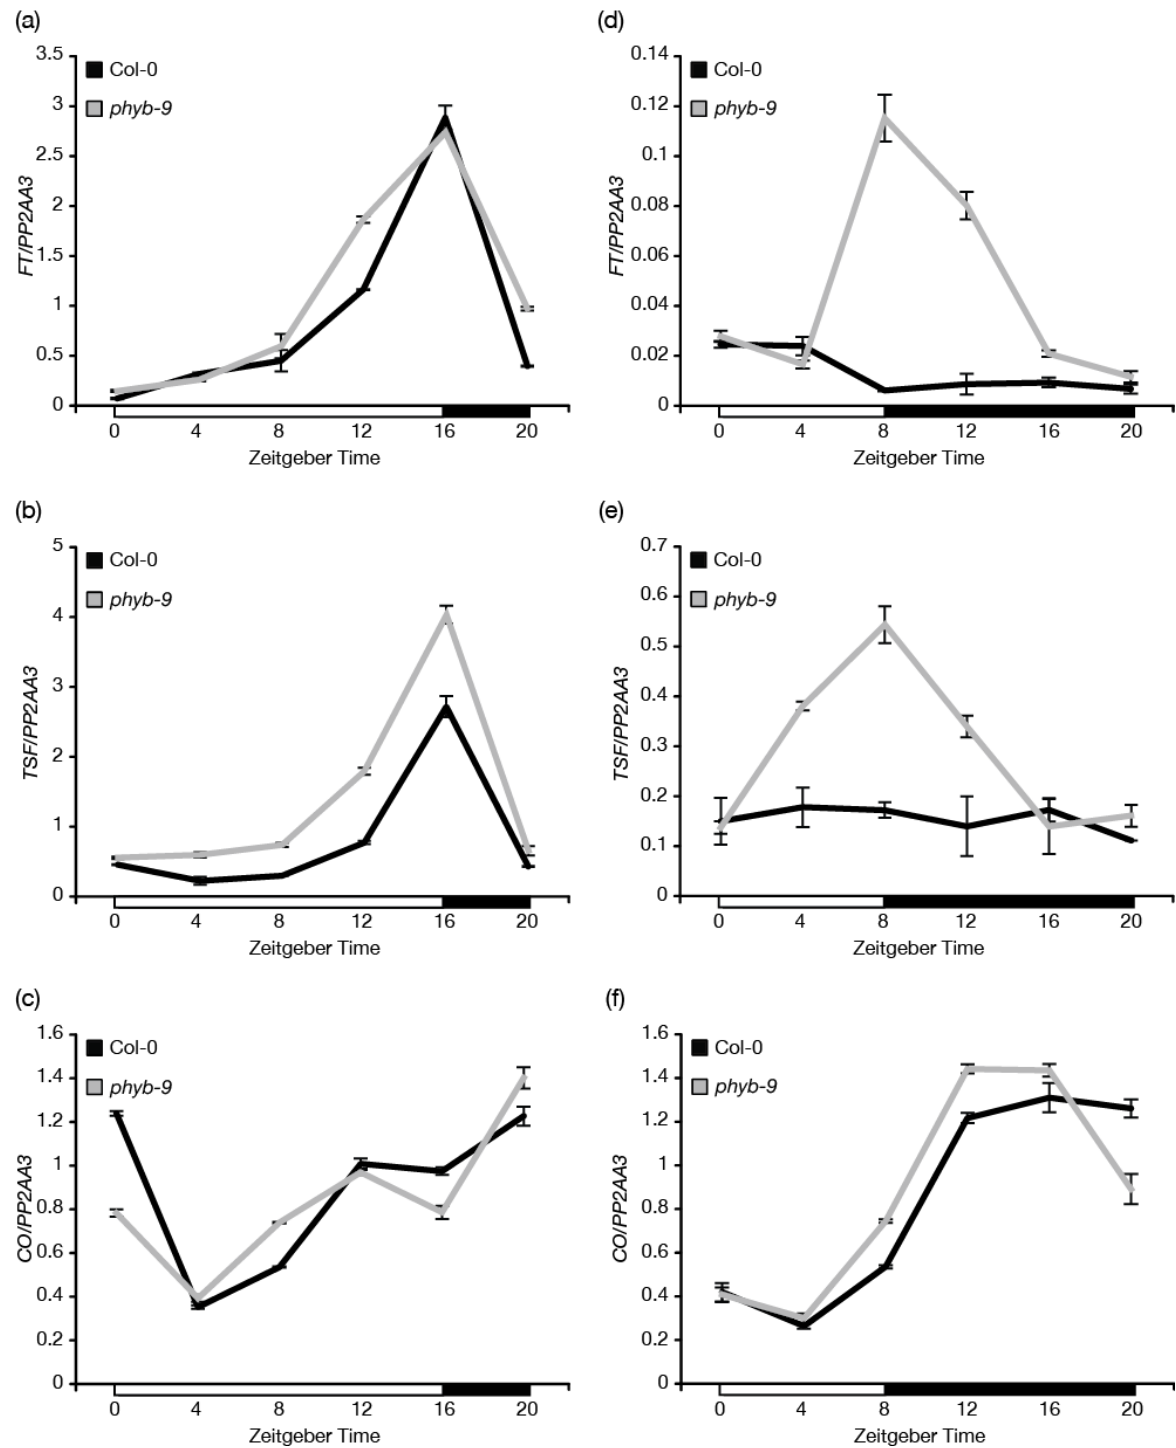 (a)
3.5
3
2.5
2
1.5
1
0.5
0
FT/PP2AA3
Col-0
phyb-9
0 4 8 12 16 20
Zeitgeber Time
(d)
0.14
0.12
0.1
0.08
0.06
0.04
0.02
0
FT/PP2AA3
Col-0
phyb-9
0 4 8 12 16 20
Zeitgeber Time
(b)
5
4
3
2
1
0
TSF/PP2AA3
Col-0
phyb-9
0 4 8 12 16 20
Zeitgeber Time
(e)
0.7
0.6
0.5
0.4
0.3
0.2
0.1
0
TSF/PP2AA3
Col-0
phyb-9
0 4 8 12 16 20
Zeitgeber Time
(c)
1.6
1.4
1.2
1
0.8
0.6
0.4
0.2
0
CO/PP2AA3
Col-0
phyb-9
0 4 8 12 16 20
Zeitgeber Time
(f)
1.6
1.4
1.2
1
0.8
0.6
0.4
0.2
0
CO/PP2AA3
Col-0
phyb-9
0 4 8 12 16 20
Zeitgeber Time